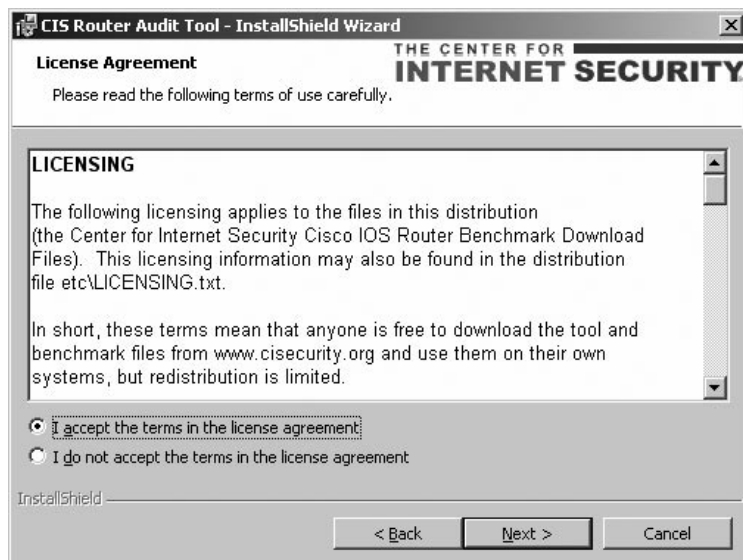 CIS Router Audit Tool - InstallShield Wizard
License Agreement
Please read the following terms of use carefully.
THE CENTER FOR
INTERNET SECURITY
LICENSING
The following licensing applies to the files in this distribution
(the Center for Internet Security Cisco IOS Router Benchmark Download
Files). This licensing information may also be found in the distribution
file etc\LICENSING.txt.
In short, these terms mean that anyone is free to download the tool and
benchmark files from www.cisecurity.org and use them on their own
systems, but redistribution is limited.
I accept the terms in the license agreement
I do not accept the terms in the license agreement
InstallShield
< Back
Next >
Cancel